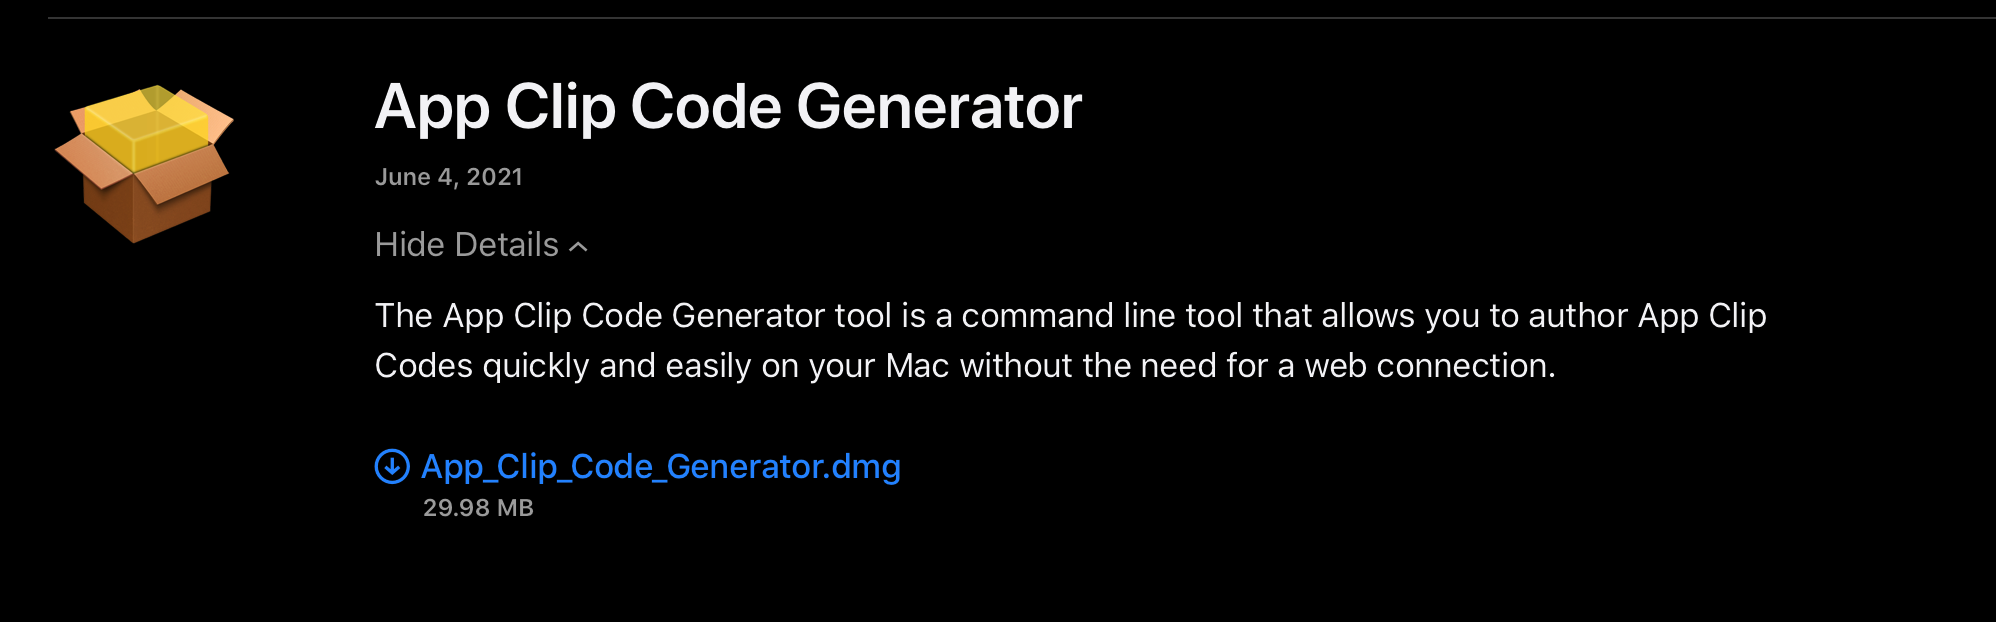 App Clip Code Generator
June 4, 2021
Hide Details
The App Clip Code Generator tool is a command line tool that allows you to author App Clip
Codes quickly and easily on your Mac without the need for a web connection.
App_Clip_Code_Generator.dmg
29.98 MB